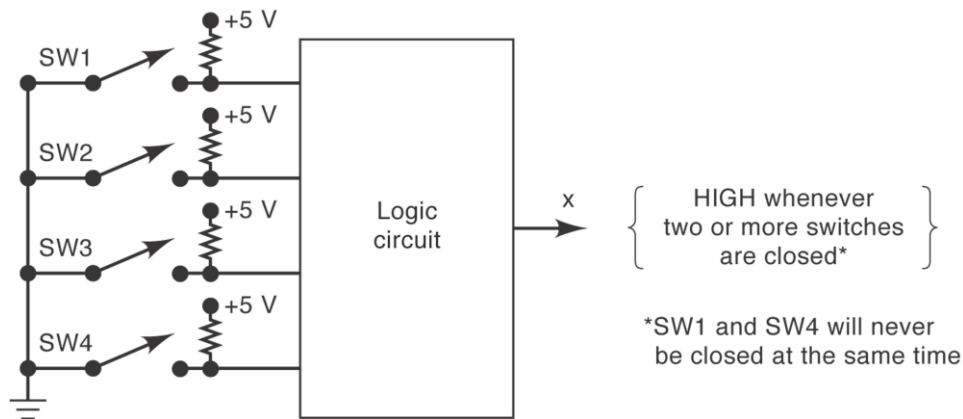 +5 V
SW1
+5 V
SW2
+5 V
SW3
+5 V
SW4
Logic
circuit
x
HIGH whenever
two or more switches
are closed*
*SW1 and SW4 will never
be closed at the same time